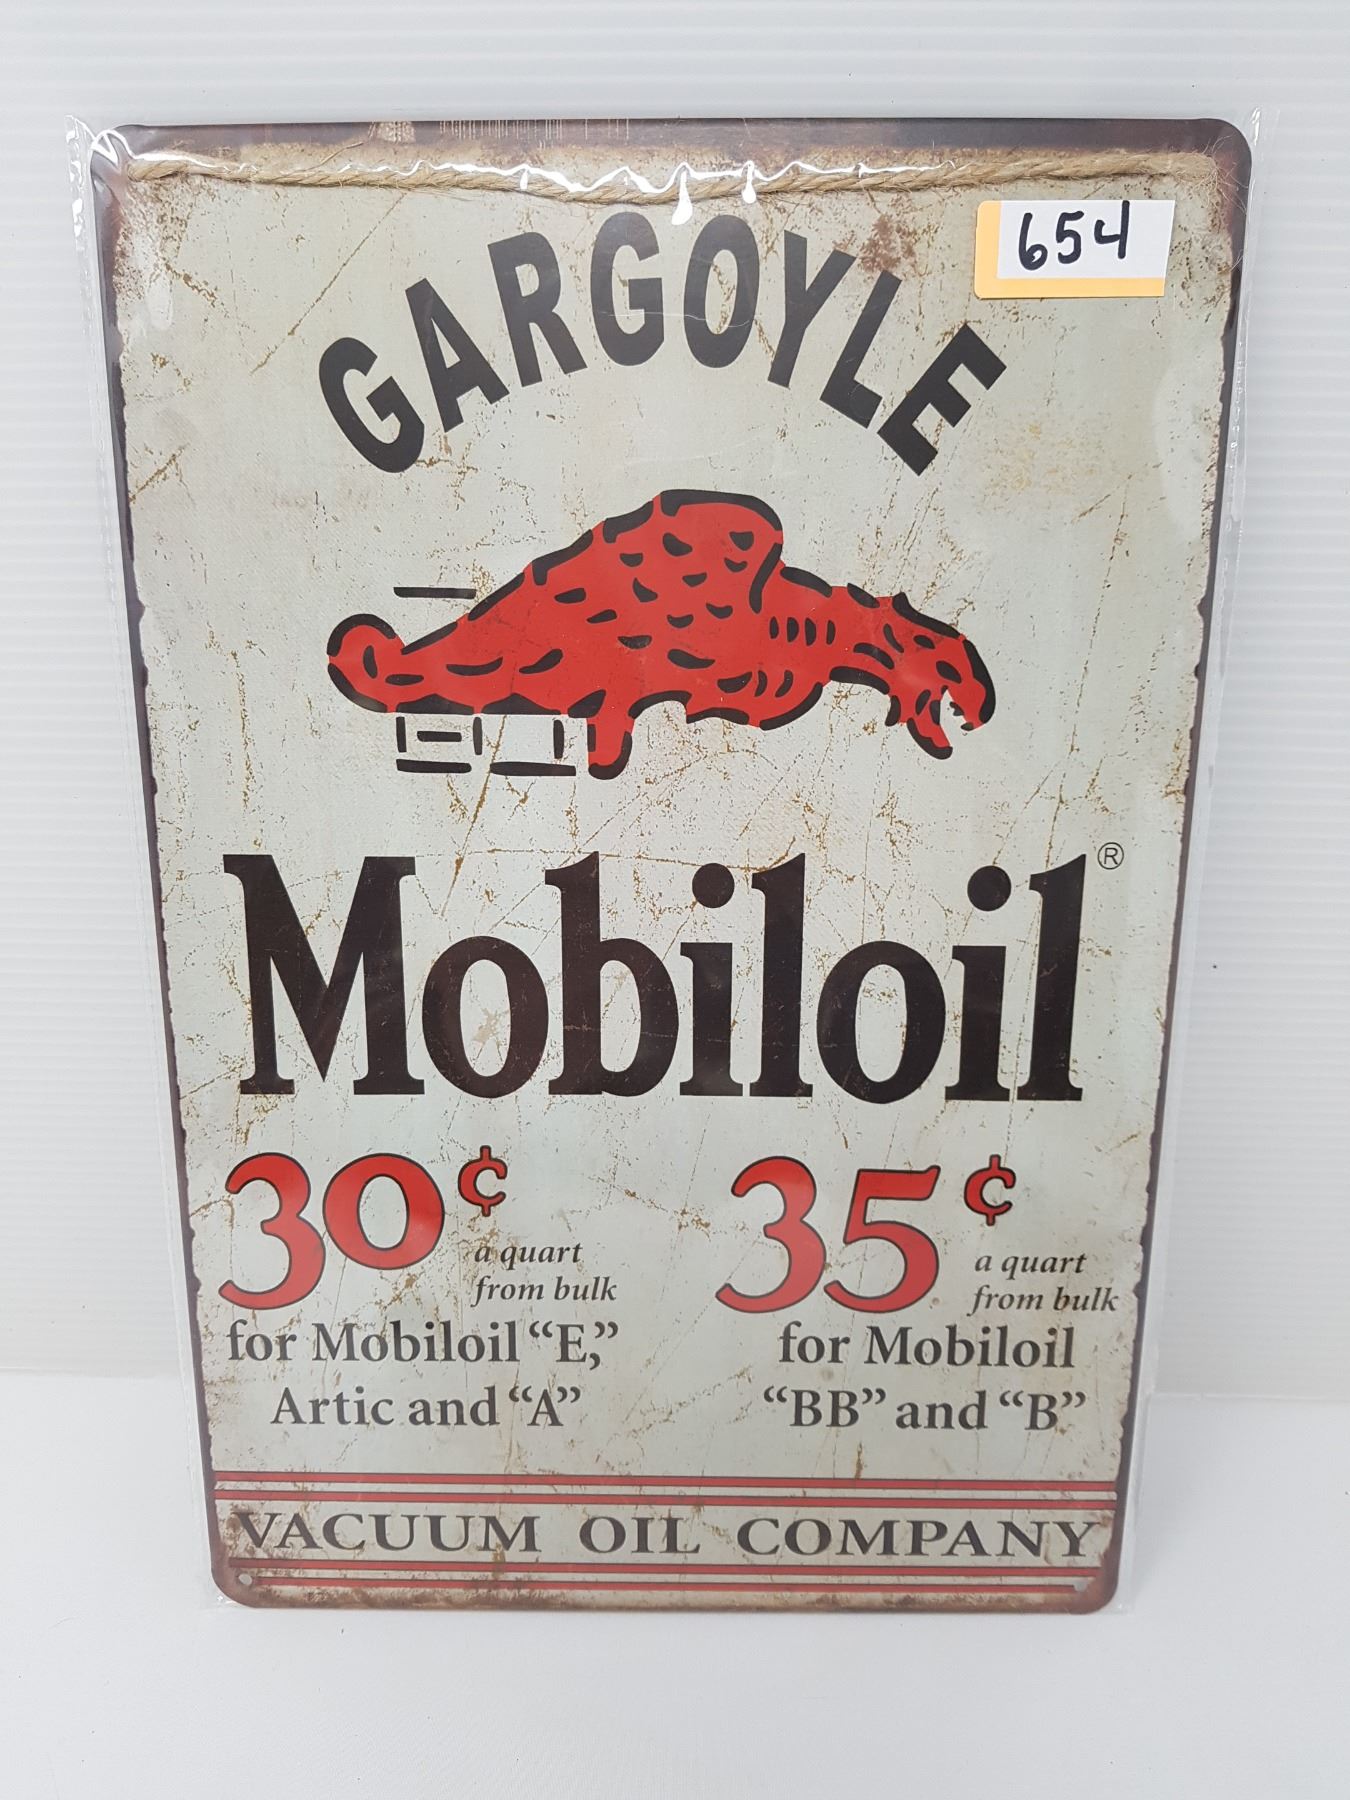 654
GARGOYLE
Mobiloil®
30¢ a quart
from bulk
for Mobiloil “E,”
Artic and “A”
35¢ a quart
from bulk
for Mobiloil
“BB” and “B”
VACUUM OIL COMPANY